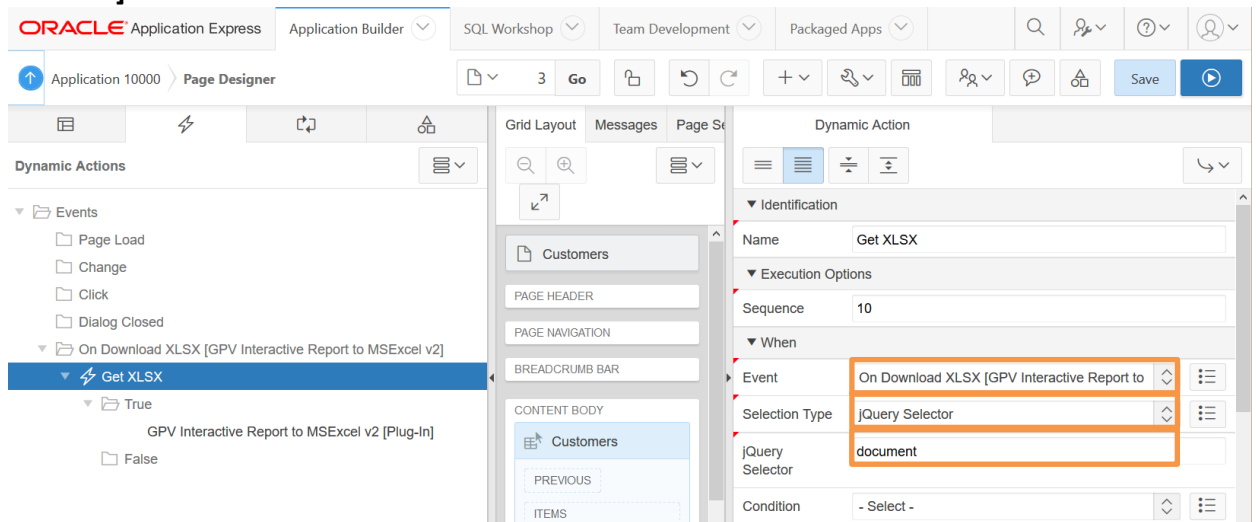 ORACLE Application Express Application Builder SQL Workshop Team Development Packaged Apps
Application 10000 Page Designer 3 Go Save
Grid Layout Messages Page Se Dynamic Action
Dynamic Actions
Events
Page Load
Change
Click
Dialog Closed
On Download XLSX [GPV Interactive Report to MSExcel v2]
Get XLSX
True
GPV Interactive Report to MSExcel v2 [Plug-In]
False
Customers
PAGE HEADER
PAGE NAVIGATION
BREADCRUMB BAR
CONTENT BODY
Customers
PREVIOUS
ITEMS
Identification
Name Get XLSX
Execution Options
Sequence 10
When
Event On Download XLSX [GPV Interactive Report to
Selection Type jQuery Selector
jQuery Selector document
Condition - Select -